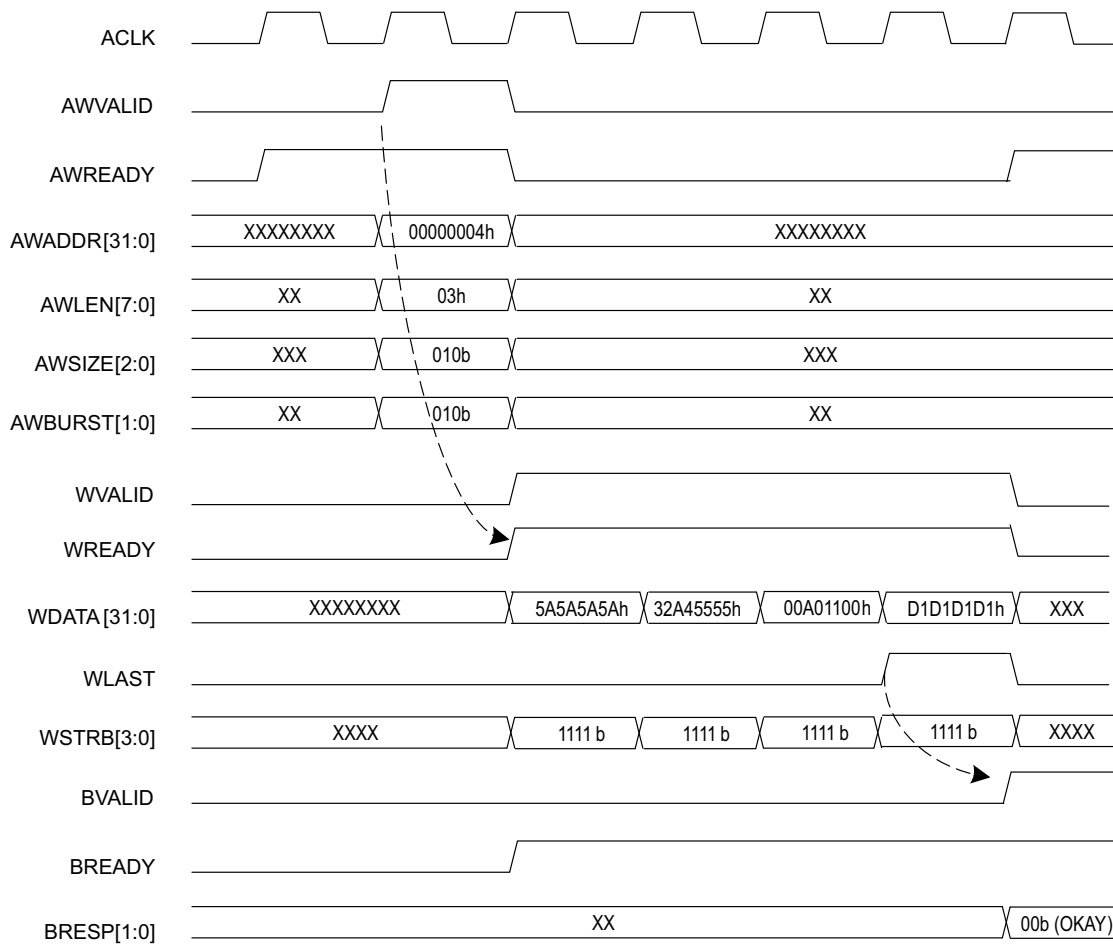 ACLK
AWVALID
AWREADY
AWADDR[31:0] XXXXXXXX 00000004h XXXXXXXX
AWLEN[7:0] XX 03h XX
AWSIZE[2:0] XXX 010b XXX
AWBURST[1:0] XX 010b XX
WVALID
WREADY
WDATA[31:0] XXXXXXXX 5A5A5A5Ah 32A45555h 00A01100h D1D1D1D1h XXX
WLAST
WSTRB[3:0] XXXX 1111 b 1111 b 1111 b 1111 b XXXX
BVALID
BREADY
BRESP[1:0] XX 00b (OKAY)